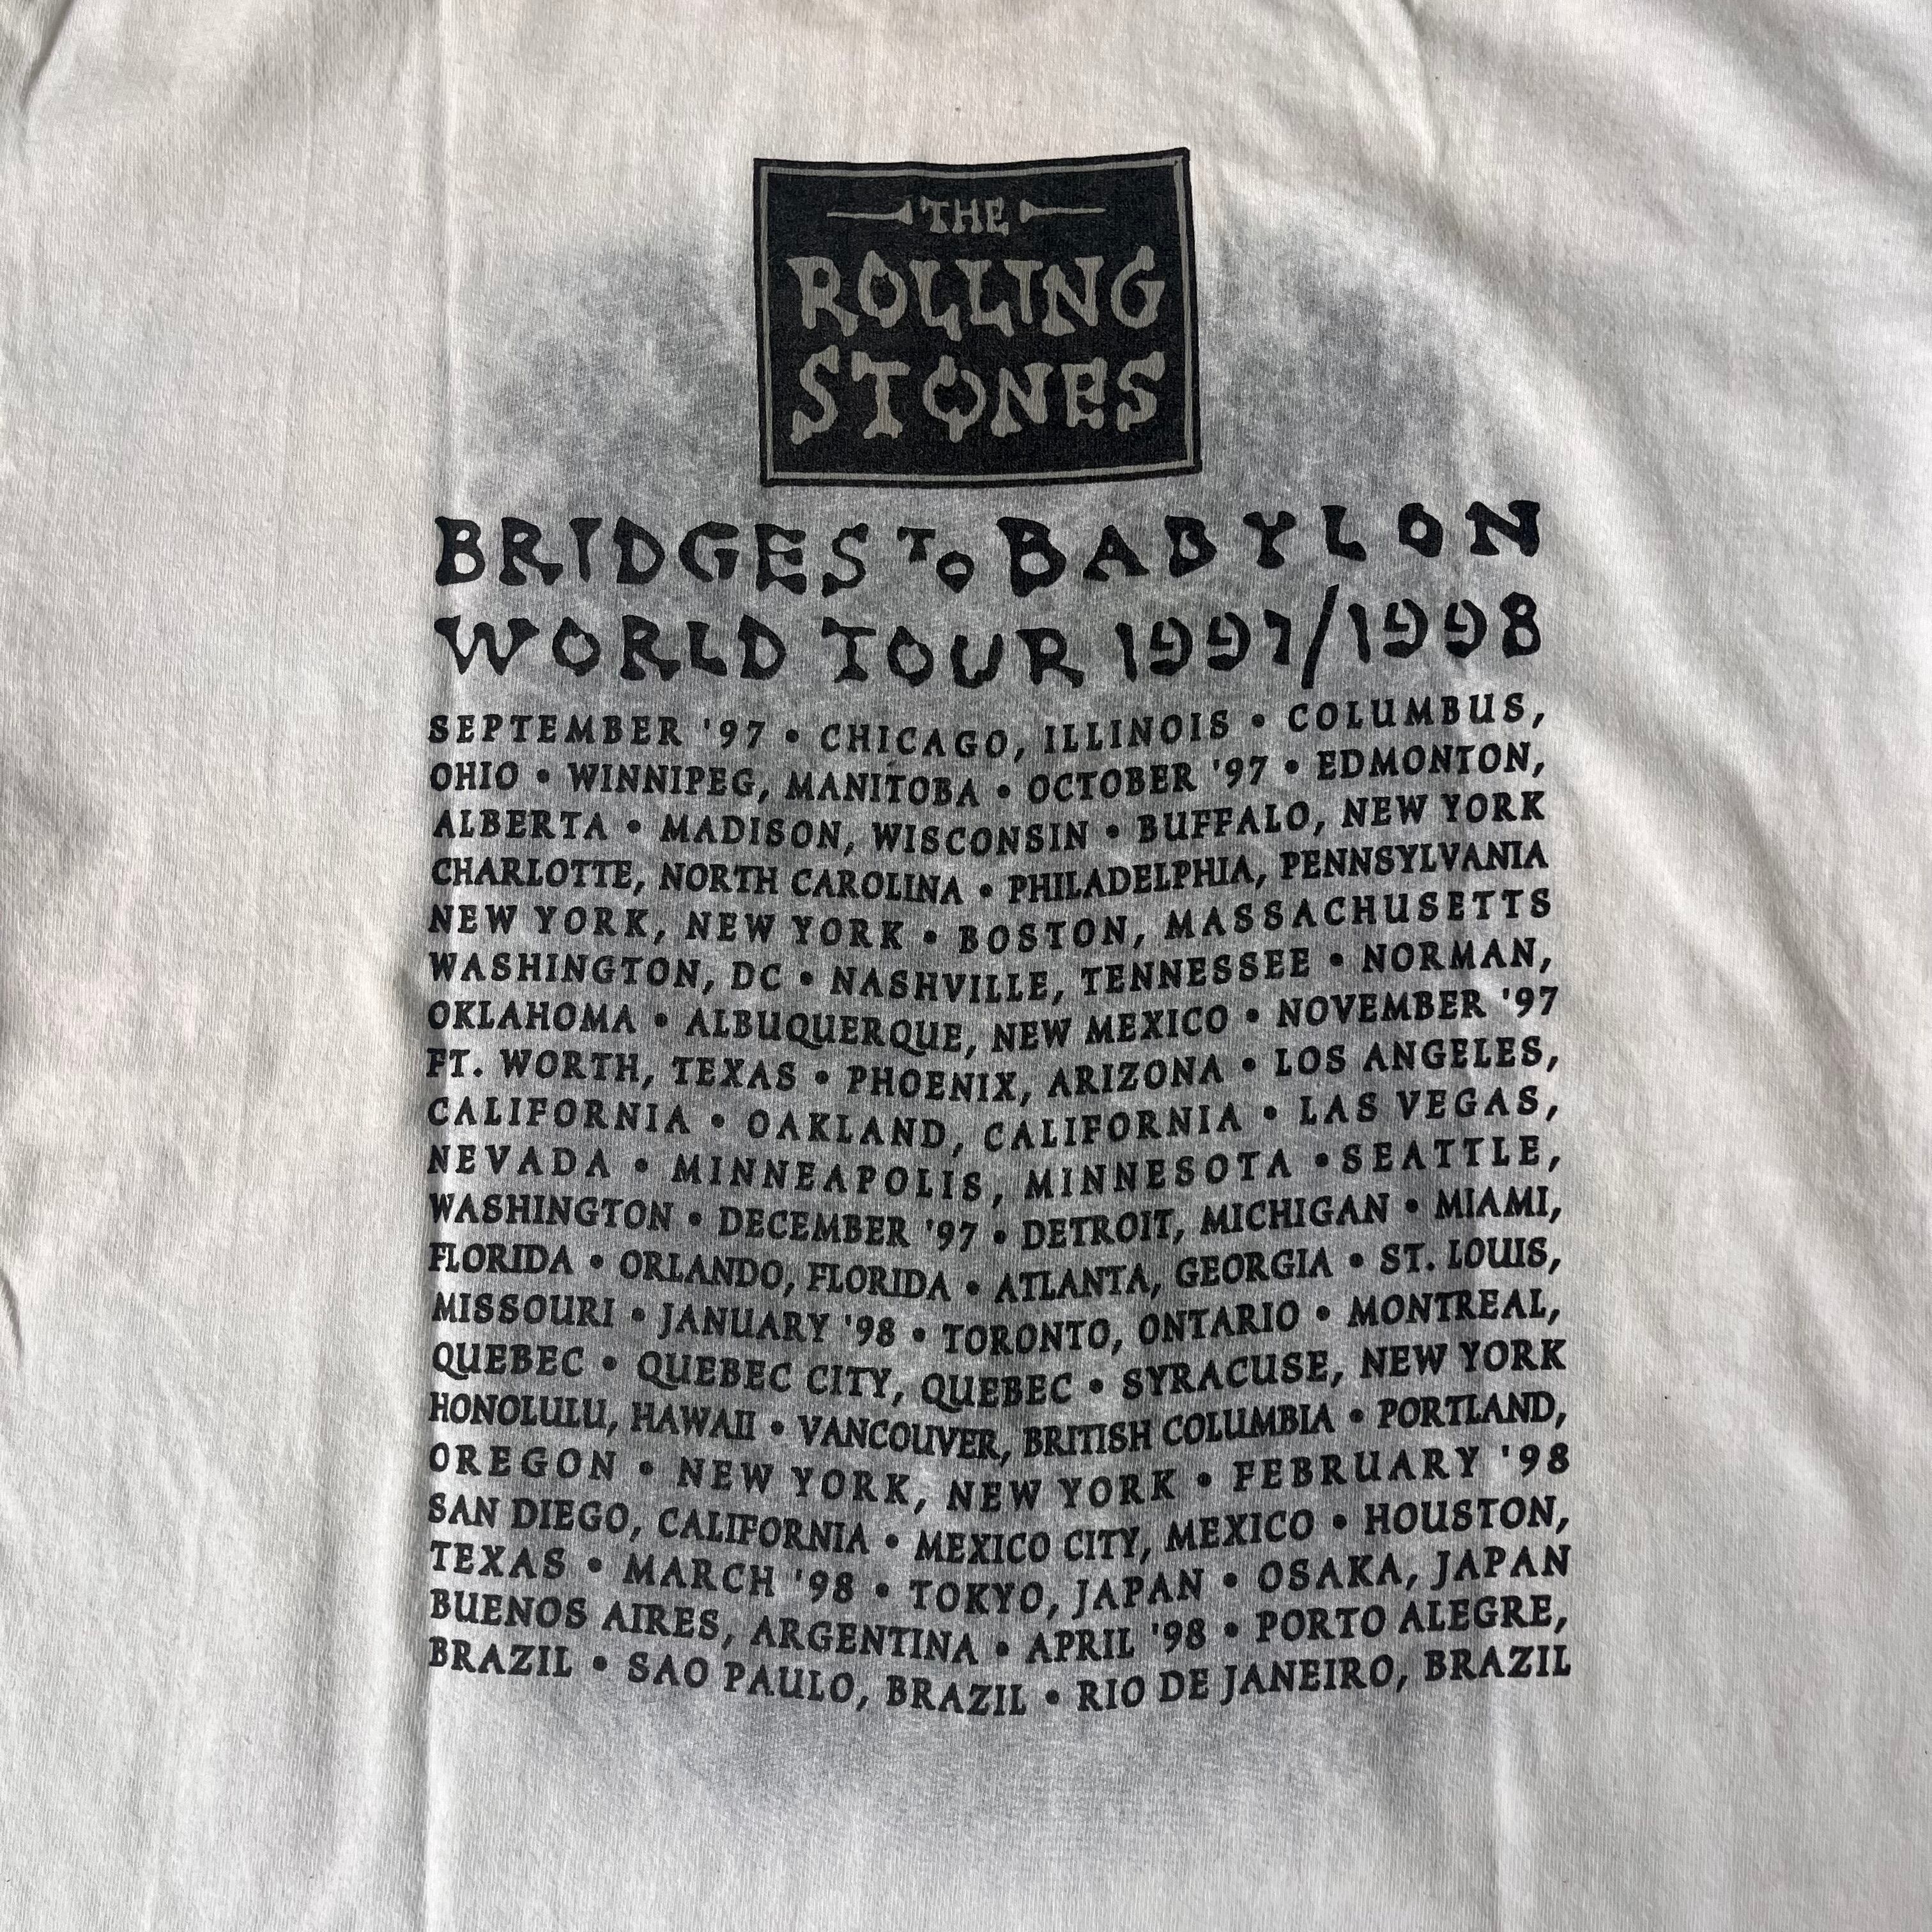 THE
ROLLING
STONES
BRIDGES TO BABYLON
WORLD TOUR 1997/1998
SEPTEMBER '97 • CHICAGO, ILLINOIS • COLUMBUS,
OHIO • WINNIPEG, MANITOBA • OCTOBER '97 • EDMONTON,
ALBERTA • MADISON, WISCONSIN • BUFFALO, NEW YORK
CHARLOTTE, NORTH CAROLINA • PHILADELPHIA, PENNSYLVANIA
NEW YORK, NEW YORK • BOSTON, MASSACHUSETTS
WASHINGTON, DC • NASHVILLE, TENNESSEE • NORMAN,
OKLAHOMA • ALBUQUERQUE, NEW MEXICO • NOVEMBER '97
FT. WORTH, TEXAS • PHOENIX, ARIZONA • LOS ANGELES,
CALIFORNIA • OAKLAND, CALIFORNIA • LAS VEGAS,
NEVADA • MINNEAPOLIS, MINNESOTA • SEATTLE,
WASHINGTON • DECEMBER '97 • DETROIT, MICHIGAN • MIAMI,
FLORIDA • ORLANDO, FLORIDA • ATLANTA, GEORGIA • ST. LOUIS,
MISSOURI • JANUARY '98 • TORONTO, ONTARIO • MONTREAL,
QUEBEC • QUEBEC CITY, QUEBEC • SYRACUSE, NEW YORK
HONOLULU, HAWAII • VANCOUVER, BRITISH COLUMBIA • PORTLAND,
OREGON • NEW YORK, NEW YORK • FEBRUARY '98
SAN DIEGO, CALIFORNIA • MEXICO CITY, MEXICO • HOUSTON,
TEXAS • MARCH '98 • TOKYO, JAPAN • OSAKA, JAPAN
BUENOS AIRES, ARGENTINA • APRIL '98 • PORTO ALEGRE,
BRAZIL • SAO PAULO, BRAZIL • RIO DE JANEIRO, BRAZIL